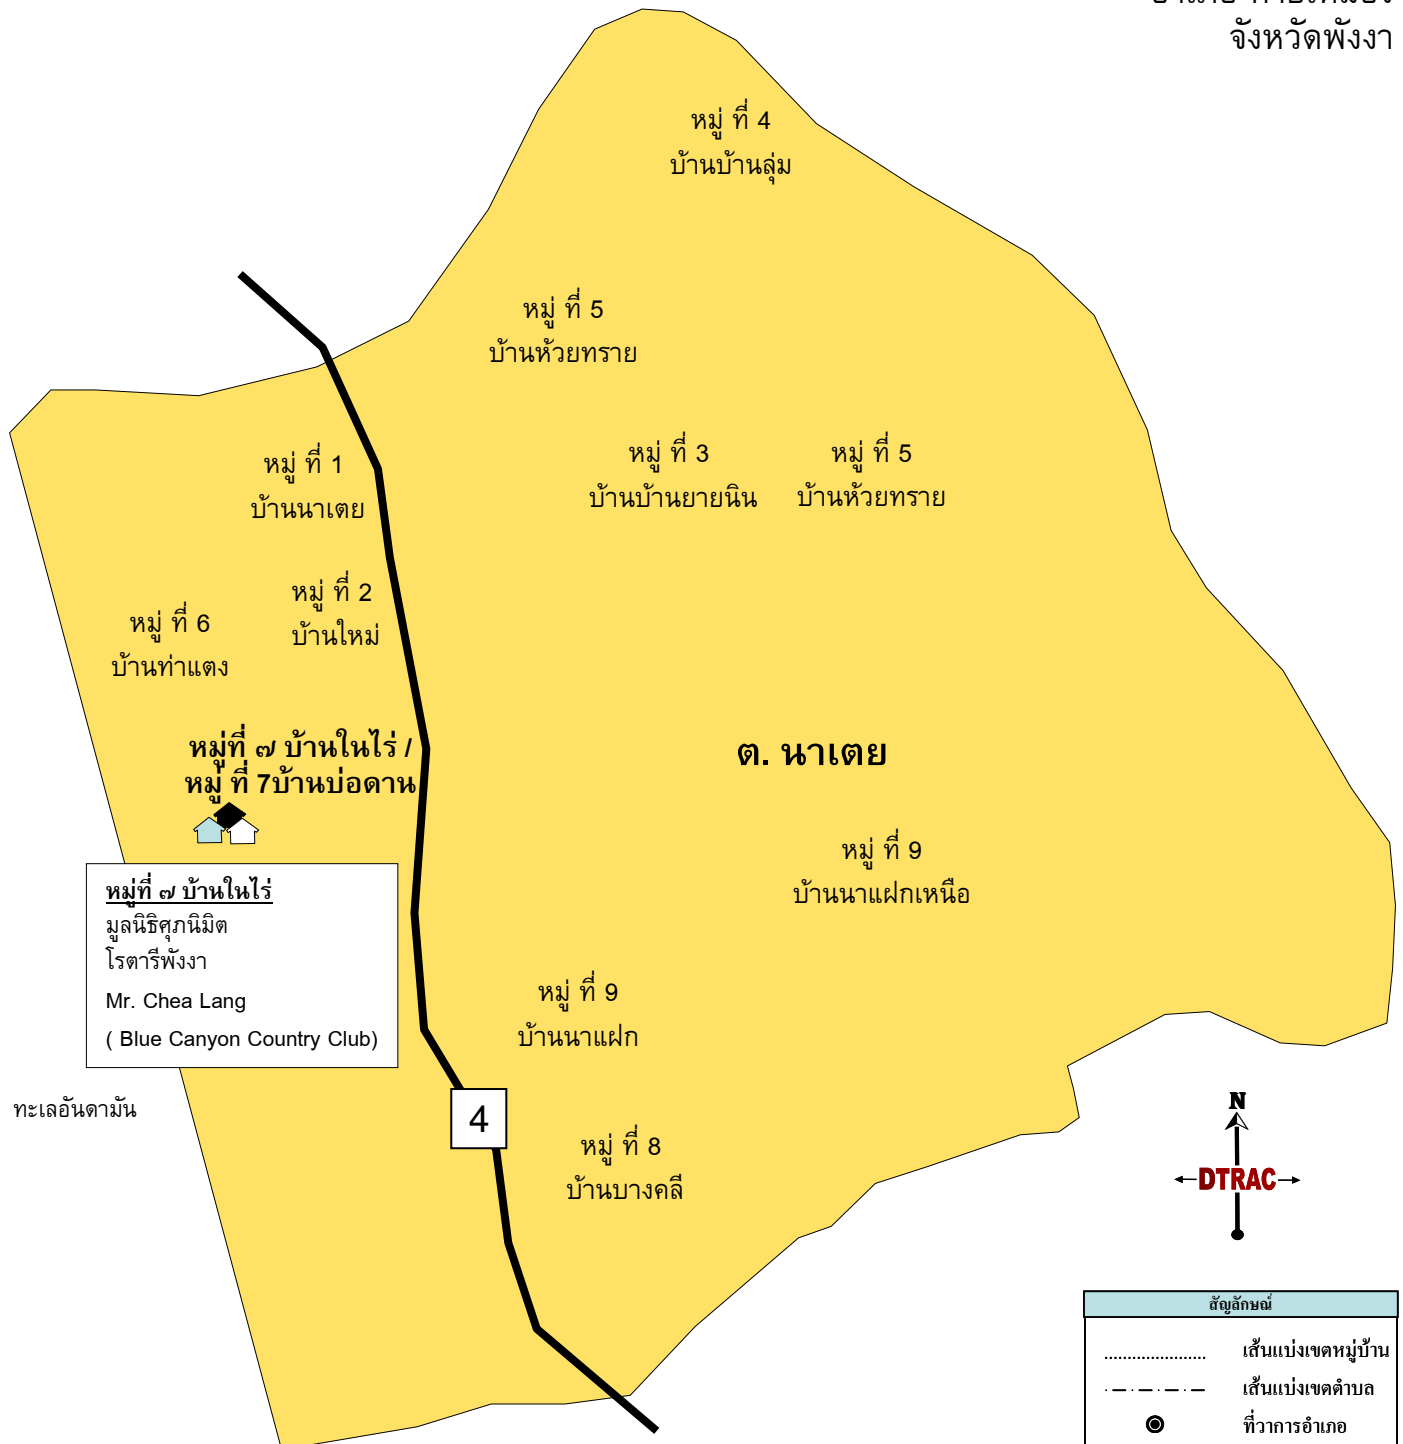 จังหวัดพังงา
หมู่ ที่ 4
บ้านบ้านลุ่ม
หมู่ ที่ 5
บ้านห้วยทราย
หมู่ ที่ 1
บ้านนาเตย
หมู่ ที่ 3
บ้านบ้านยายนิน
หมู่ ที่ 5
บ้านห้วยทราย
หมู่ ที่ 2
บ้านใหม่
หมู่ ที่ 6
บ้านท่าแตง
หมู่ที่ ๗ บ้านในไร่ /
หมู่ ที่ 7บ้านบ่อดาน
ต. นาเตย
หมู่ ที่ 9
บ้านนาแฝกเหนือ
หมู่ที่ ๗ บ้านในไร่
มูลนิธิศุภนิมิต
โรตารีพังงา
Mr. Chea Lang
( Blue Canyon Country Club)
หมู่ ที่ 9
บ้านนาแฝก
ทะเลอันดามัน
4
หมู่ ที่ 8
บ้านบางคลี
N
DTRAC
สัญลักษณ์
เส้นแบ่งเขตหมู่บ้าน
เส้นแบ่งเขตตำบล
ที่วาการอำเภอ